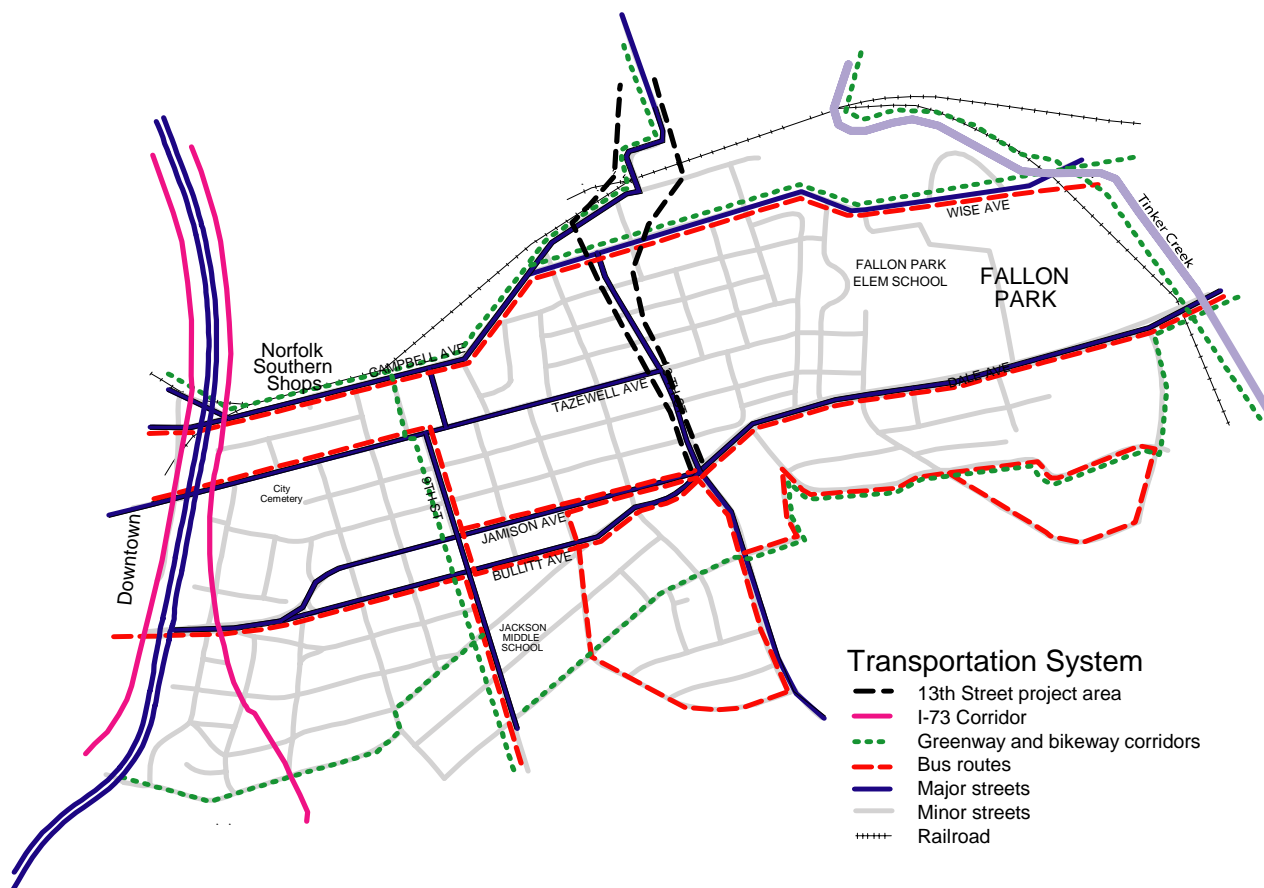 WISE AVE
Tinker Creek
FALLON PARK
ELEM SCHOOL
FALLON
PARK
Norfolk
Southern
Shops
CAMPBELL AVE
TAZEWELL AVE
DALE AVE
City
Cemetery
9TH ST
JAMISON AVE
BULLITT AVE
Downtown
JACKSON
MIDDLE
SCHOOL
Transportation System
13th Street project area
I-73 Corridor
Greenway and bikeway corridors
Bus routes
Major streets
Minor streets
Railroad